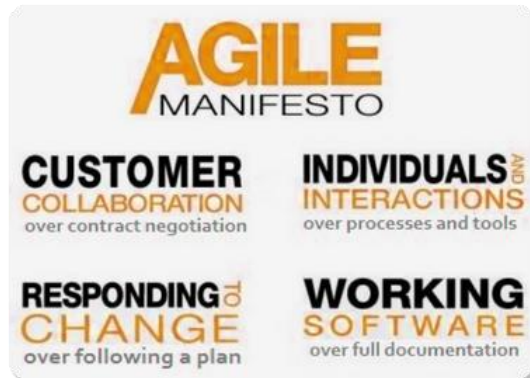 AGILE
MANIFESTO
CUSTOMER
COLLABORATION
over contract negotiation
INDIVIDUALS AND
INTERACTIONS
over processes and tools
RESPONDING TO
CHANGE
over following a plan
WORKING
SOFTWARE
over full documentation